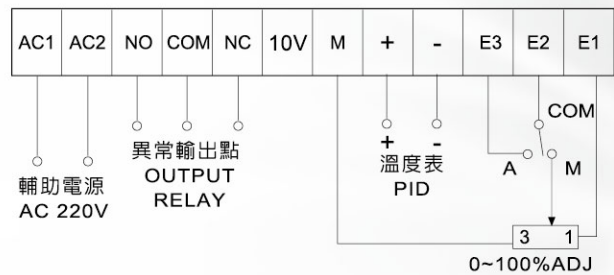 AC1 AC2 NO COM NC 10V M + - E3 E2 E1
COM
+ -
A M
異常輸出點
OUTPUT
RELAY
溫度表
PID
輔助電源
AC 220V
3 1
0~100%ADJ